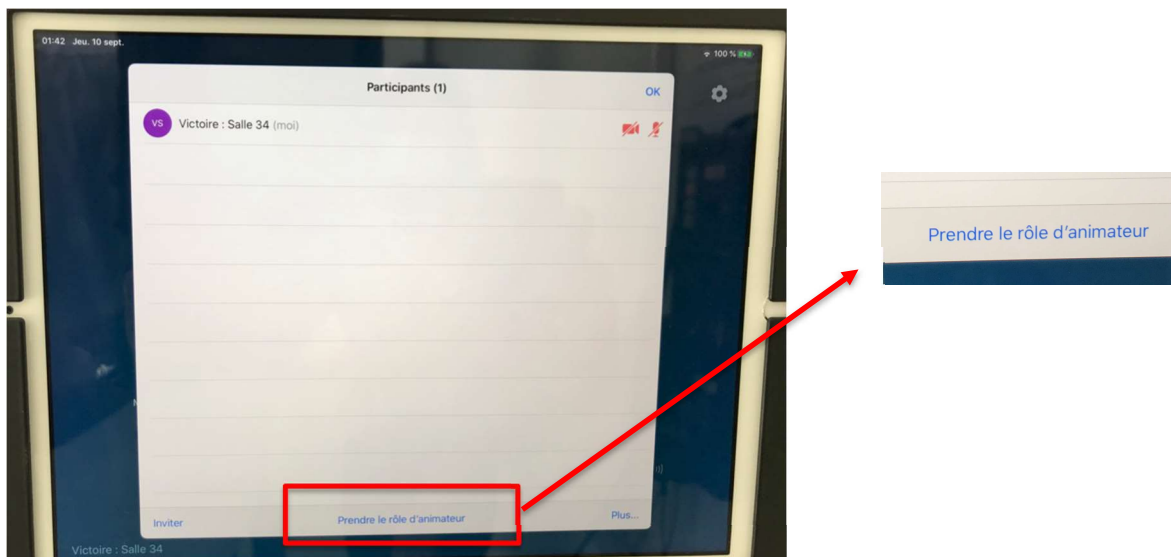 01:42 Jeu. 10 sept.
100 %
Participants (1)
OK
VS
Victoire : Salle 34 (moi)
Inviter
Prendre le rôle d'animateur
Plus...
Victoire : Salle 34
Prendre le rôle d'animateur